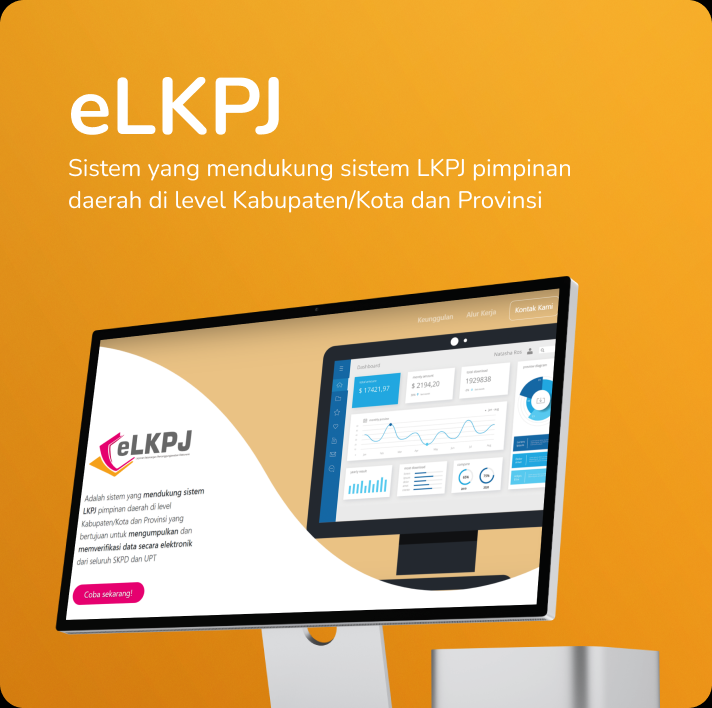 eLKPJ
Sistem yang mendukung sistem LKPJ pimpinan
daerah di level Kabupaten/Kota dan Provinsi
Keunggulan Alur Kerja Kontak Kami
Natasha Kos
Dashboard
$ 17421,97
$ 2194,20
1929838
eLKPJ
Adalah sistem yang mendukung sistem
LKPJ pimpinan daerah di level
Kabupaten/Kota dan Provinsi yang
bertujuan untuk mengumpulkan dan
memverifikasi data secara elektronik
dari seluruh SKPD dan UPT
Coba sekarang!